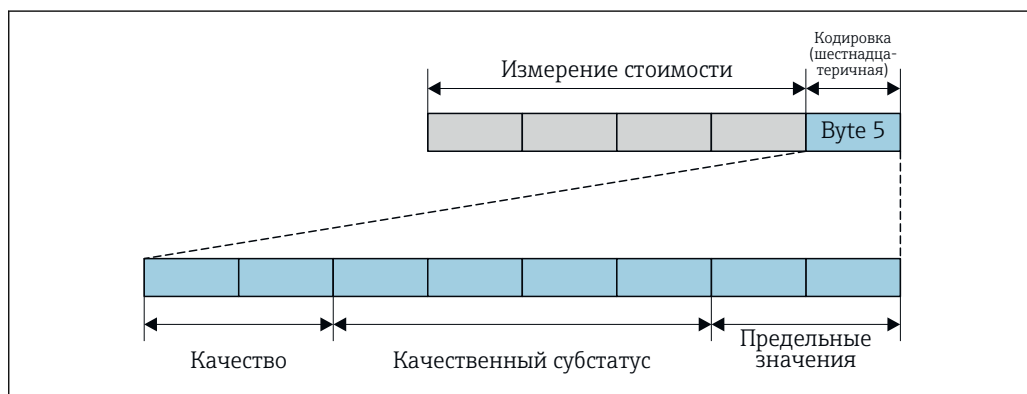 Кодировка
(шестнадца-
теричная)
Измерение стоимости
Byte 5
Качество
Качественный субстатус
Предельные
значения